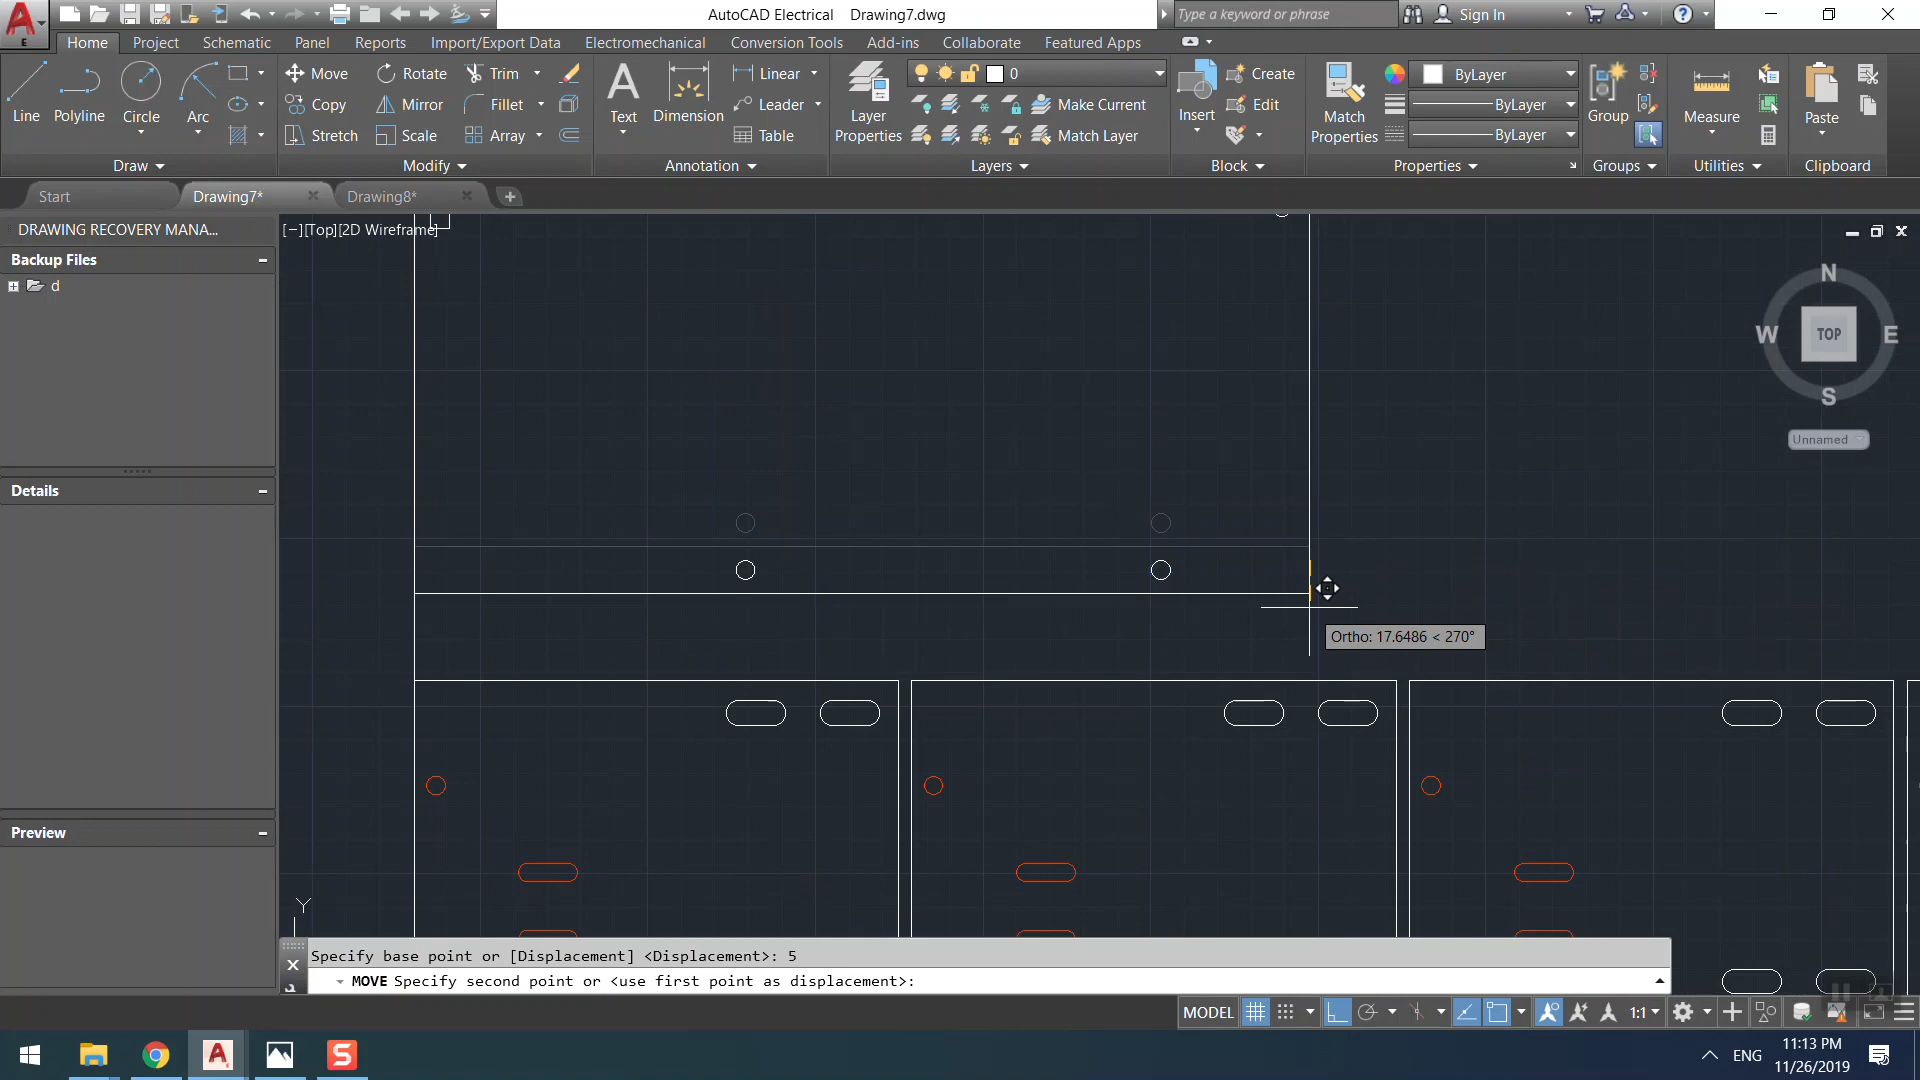 AutoCAD Electrical Drawing7.dwg
Type a keyword or phrase
Sign In
Home Project Schematic Panel Reports Import/Export Data Electromechanical Conversion Tools Add-ins Collaborate Featured Apps
Move Rotate Trim Linear 0 Create ByLayer
Copy Mirror Fillet Leader Make Current Edit ByLayer
Line Polyline Circle Arc Text Dimension Layer Properties Insert Match Properties Group Measure Paste
Stretch Scale Array Table Match Layer ByLayer
Draw Modify Annotation Layers Block Properties Groups Utilities Clipboard
Start Drawing7* Drawing8*
DRAWING RECOVERY MANA...
[−][Top][2D Wireframe]
Backup Files
d
N
W TOP E
S
Unnamed
Details
Ortho: 17.6486 < 270°
Preview
Y
Specify base point or [Displacement] <Displacement>: 5
MOVE Specify second point or <use first point as displacement>:
MODEL 1:1
ENG
11:13 PM
11/26/2019